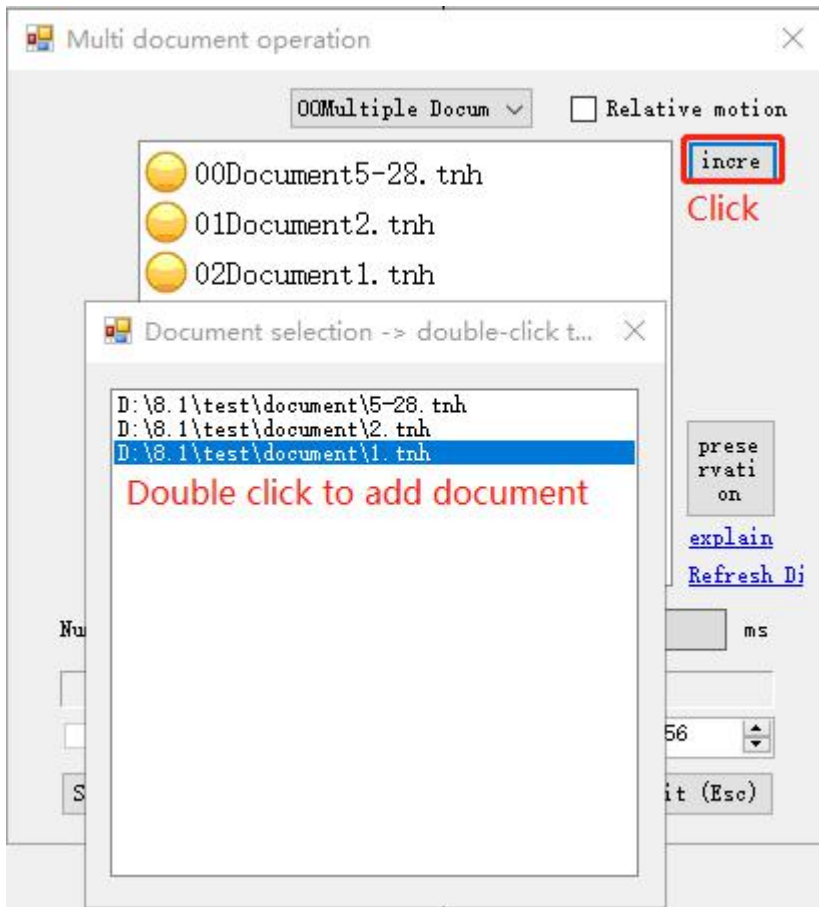 Multi document operation
00Multiple Docum
Relative motion
00Document5-28.tnh
incre
Click
01Document2.tnh
02Document1.tnh
Document selection -> double-click t...
D:\8.1\test\document\5-28.tnh
D:\8.1\test\document\2.tnh
D:\8.1\test\document\1.tnh
Double click to add document
prese
rvati
on
explain
Refresh Di
Nu
ms
56
S
it (Esc)